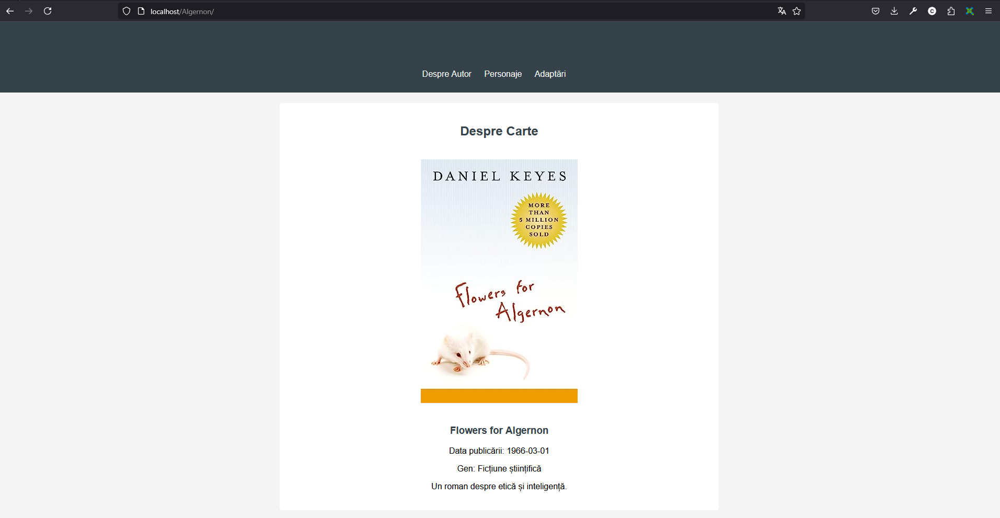 localhost/Algernon/
Despre Autor Personaje Adaptări
Despre Carte
DANIEL KEYES
MORE
THAN
5 MILLION
COPIES
SOLD
Flowers for
Algernon
Flowers for Algernon
Data publicării: 1966-03-01
Gen: Ficțiune științifică
Un roman despre etică și inteligență.